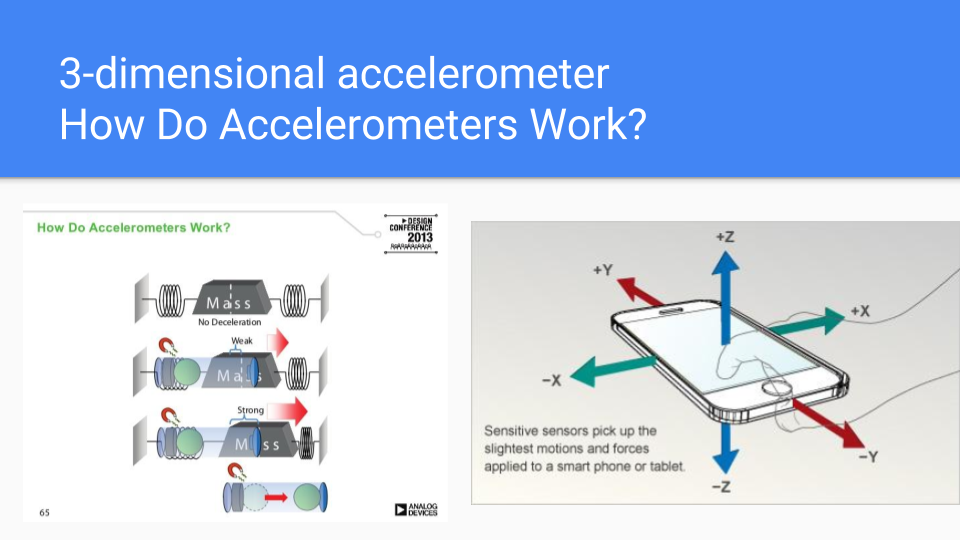 3-dimensional accelerometer
How Do Accelerometers Work?
How Do Accelerometers Work?
DESIGN
CONFERENCE
2013
Mass
No Deceleration
Weak
Mass
Strong
M ss
65
ANALOG
DEVICES
+Z
+Y
+X
−X
Sensitive sensors pick up the
slightest motions and forces
applied to a smart phone or tablet.
−Y
−Z